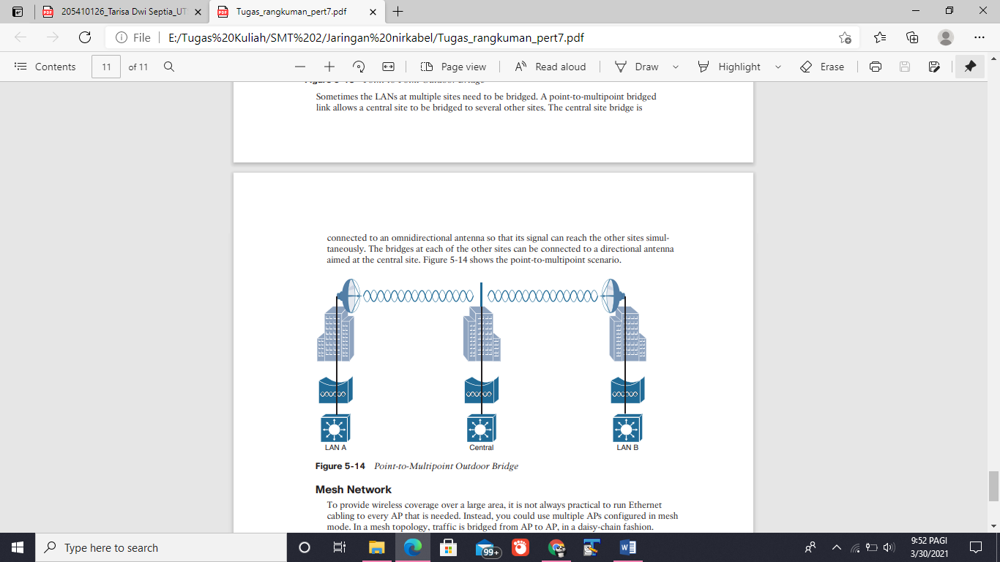 205410126_Tarisa Dwi Septia_UT
Tugas_rangkuman_pert7.pdf
File
E:/Tugas%20Kuliah/SMT%202/Jaringan%20nirkabel/Tugas_rangkuman_pert7.pdf
Contents
11
of 11
Page view
Read aloud
Draw
Highlight
Erase
Sometimes the LANs at multiple sites need to be bridged. A point-to-multipoint bridged
link allows a central site to be bridged to several other sites. The central site bridge is
connected to an omnidirectional antenna so that its signal can reach the other sites simul-
taneously. The bridges at each of the other sites can be connected to a directional antenna
aimed at the central site. Figure 5-14 shows the point-to-multipoint scenario.
LAN A
Central
LAN B
Figure 5-14 Point-to-Multipoint Outdoor Bridge
Mesh Network
To provide wireless coverage over a large area, it is not always practical to run Ethernet
cabling to every AP that is needed. Instead, you could use multiple APs configured in mesh
mode. In a mesh topology, traffic is bridged from AP to AP, in a daisy-chain fashion.
Type here to search
99+
9:52 PAGI
3/30/2021